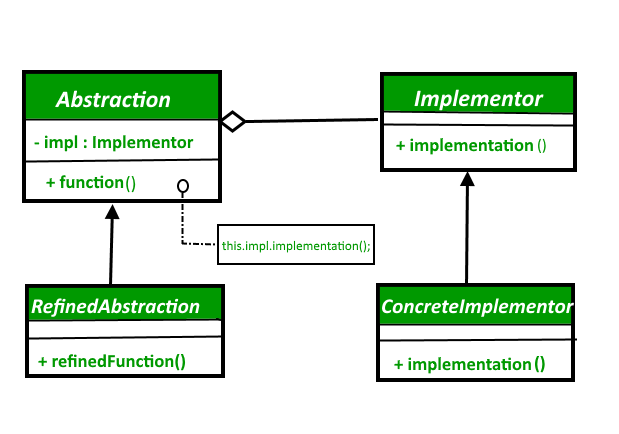 Abstraction
- impl : Implementor
+ function()
Implementor
+ implementation()
this.impl.implementation();
RefinedAbstraction
+ refinedFunction()
ConcreteImplementor
+ implementation()